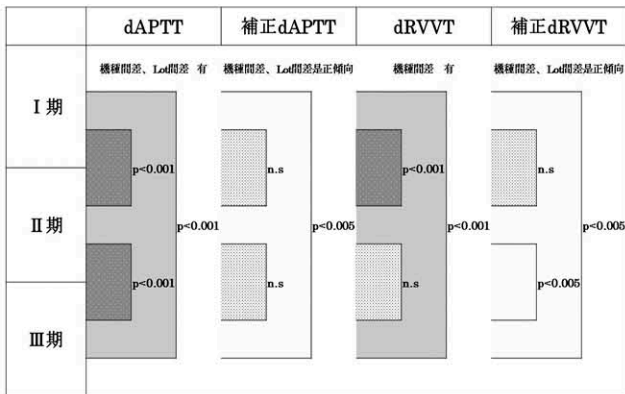 dAPTT 補正dAPTT dRVVT 補正dRVVT
機種間差、Lot間差 有 機種間差、Lot間差是正傾向 機種間差 有 機種間差、Lot間差是正傾向
Ⅰ期
p<0.001 n.s p<0.001 n.s
Ⅱ期 p<0.001 p<0.005 p<0.001 p<0.005
p<0.001 n.s n.s p<0.005
Ⅲ期